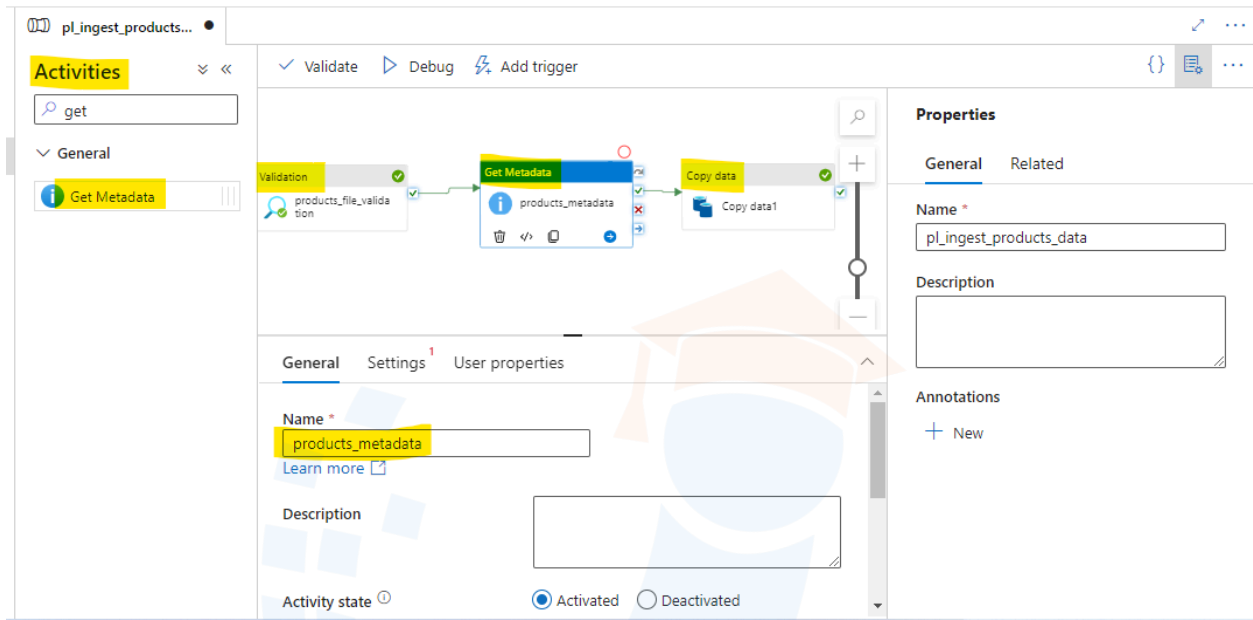 pl_ingest_products...
Activities
get
General
Get Metadata
Validate
Debug
Add trigger
Validation
products_file_valida
tion
Get Metadata
products_metadata
Copy data
Copy data1
General
Settings 1
User properties
Name *
products_metadata
Learn more
Description
Activity state
Activated
Deactivated
Properties
General
Related
Name *
pl_ingest_products_data
Description
Annotations
New